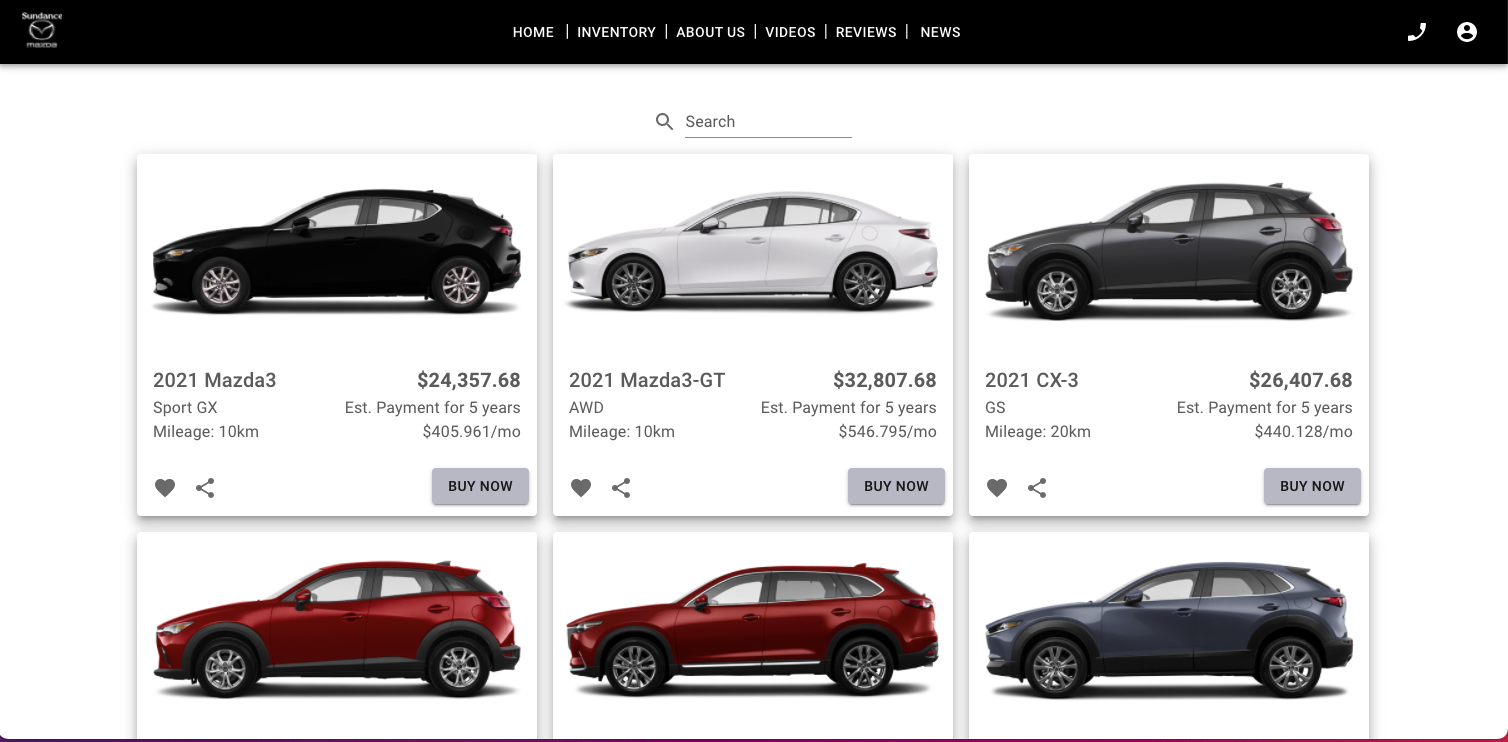 Sundance
mazda
HOME | INVENTORY | ABOUT US | VIDEOS | REVIEWS | NEWS
Search
2021 Mazda3 $24,357.68
Sport GX Est. Payment for 5 years
Mileage: 10km $405.961/mo
BUY NOW
2021 Mazda3-GT $32,807.68
AWD Est. Payment for 5 years
Mileage: 10km $546.795/mo
BUY NOW
2021 CX-3 $26,407.68
GS Est. Payment for 5 years
Mileage: 20km $440.128/mo
BUY NOW